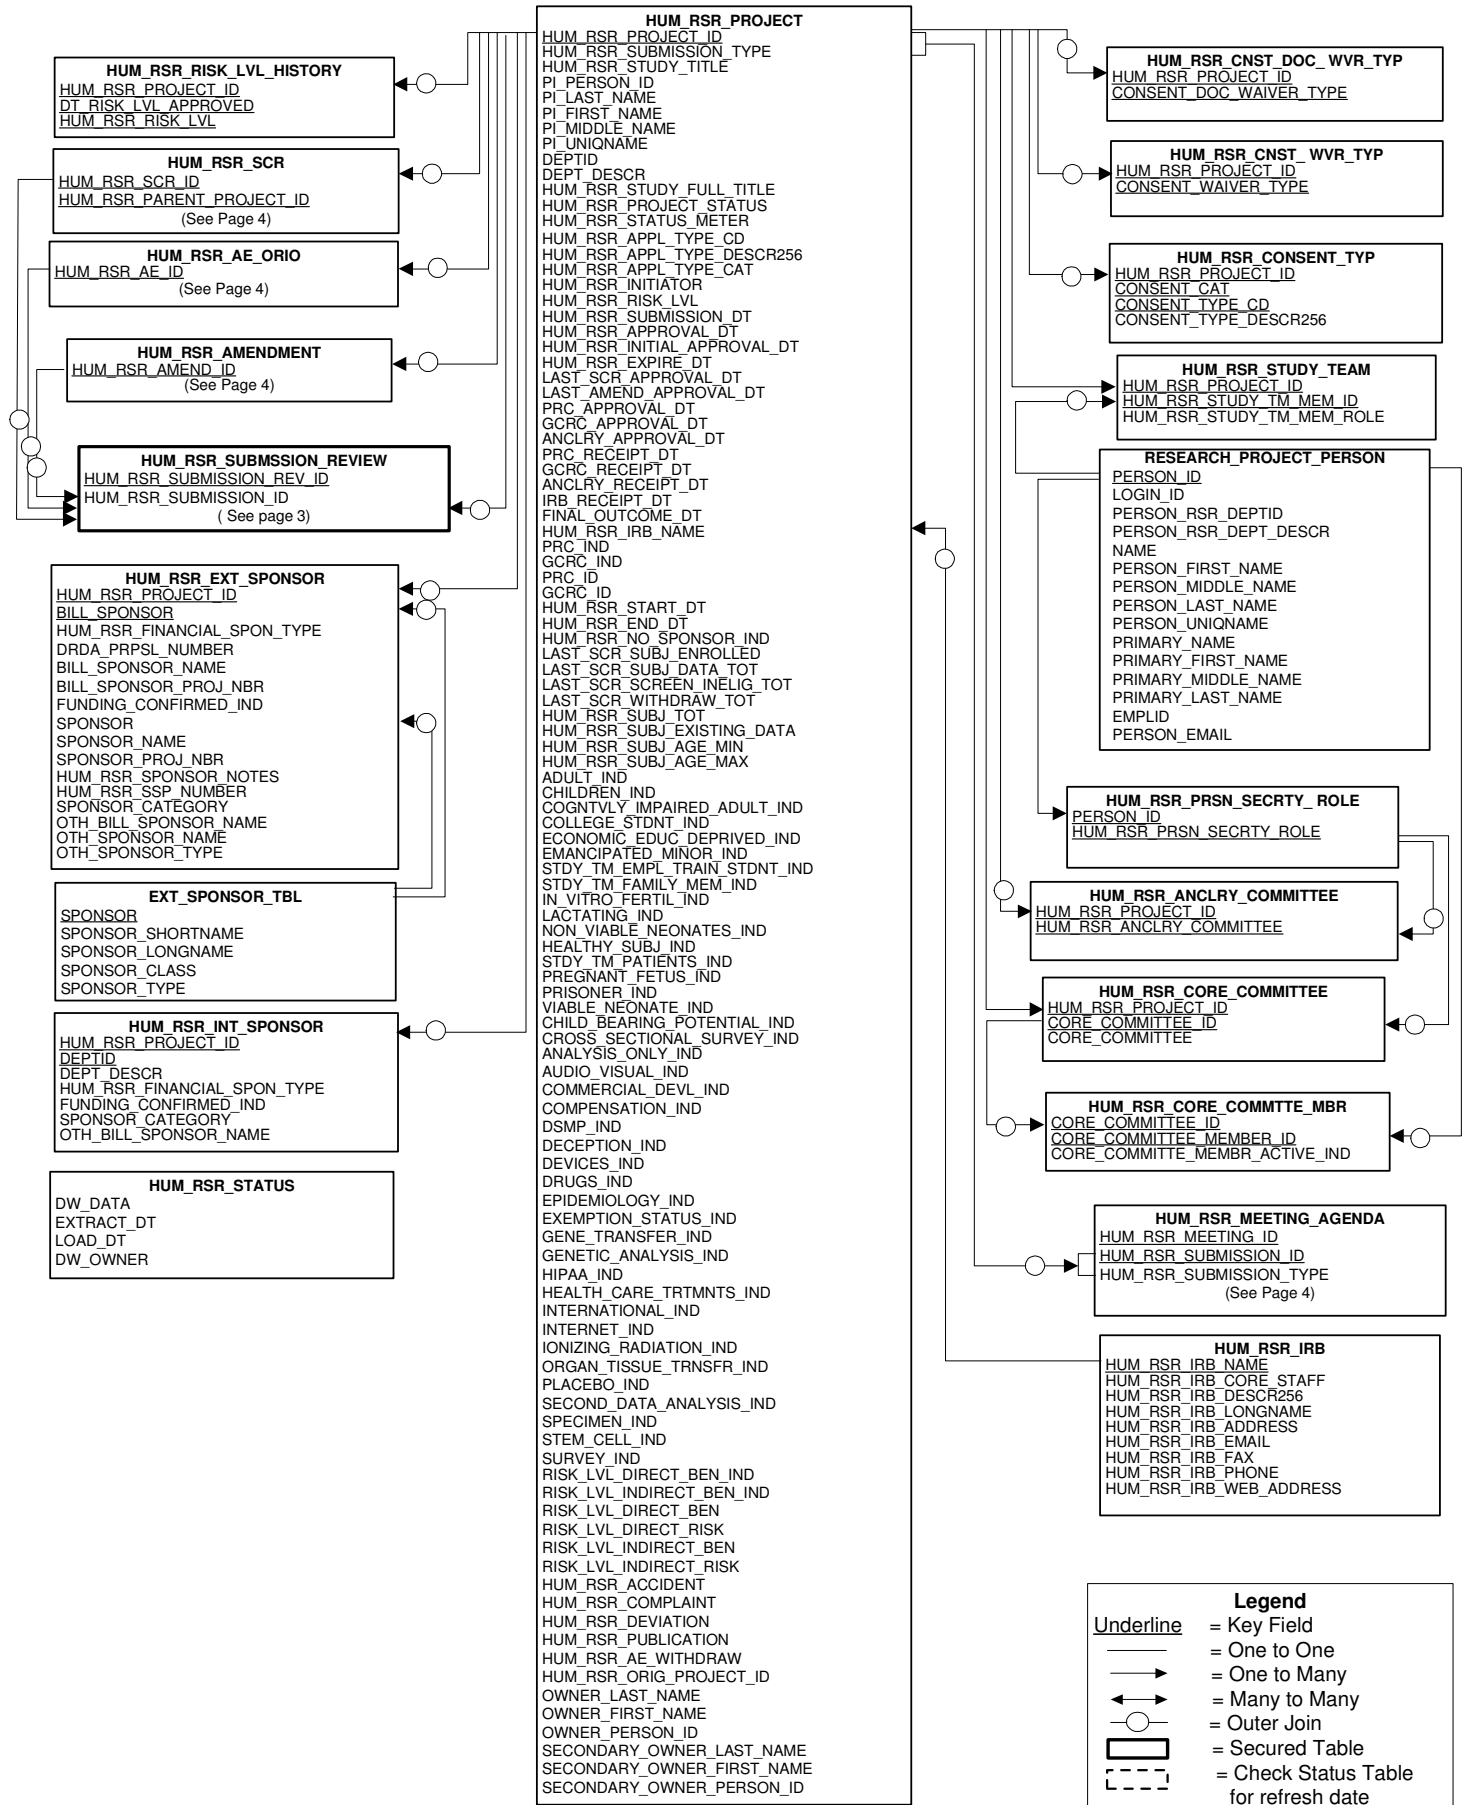 HUM_RSR_PROJECT
HUM_RSR_PROJECT_ID
HUM_RSR_SUBMISSION_TYPE
HUM_RSR_STUDY_TITLE
PI_PERSON_ID
PI_LAST_NAME
PI_FIRST_NAME
PI_MIDDLE_NAME
PI_UNIQNAME
DEPTID
DEPT_DESCR
HUM_RSR_STUDY_FULL_TITLE
HUM_RSR_PROJECT_STATUS
HUM_RSR_STATUS_METER
HUM_RSR_APPL_TYPE_CD
HUM_RSR_APPL_TYPE_DESCR256
HUM_RSR_APPL_TYPE_CAT
HUM_RSR_INITIATOR
HUM_RSR_RISK_LVL
HUM_RSR_SUBMISSION_DT
HUM_RSR_APPROVAL_DT
HUM_RSR_INITIAL_APPROVAL_DT
HUM_RSR_EXPIRE_DT
LAST_SCR_APPROVAL_DT
LAST_AMEND_APPROVAL_DT
PRC_APPROVAL_DT
GCRC_APPROVAL_DT
ANCLRY_APPROVAL_DT
PRC_RECEIPT_DT
GCRC_RECEIPT_DT
ANCLRY_RECEIPT_DT
IRB_RECEIPT_DT
FINAL_OUTCOME_DT
HUM_RSR_IRB_NAME
PRC_IND
GCRC_IND
PRC_ID
GCRC_ID
HUM_RSR_START_DT
HUM_RSR_END_DT
HUM_RSR_NO_SPONSOR_IND
LAST_SCR_SUBJ_ENROLLED
LAST_SCR_SUBJ_DATA_TOT
LAST_SCR_SCREEN_INELIG_TOT
LAST_SCR_WITHDRAW_TOT
HUM_RSR_SUBJ_TOT
HUM_RSR_SUBJ_EXISTING_DATA
HUM_RSR_SUBJ_AGE_MIN
HUM_RSR_SUBJ_AGE_MAX
ADULT_IND
CHILDREN_IND
COGNTVLY_IMPAIRED_ADULT_IND
COLLEGE_STDNT_IND
ECONOMIC_EDUC_DEPRIVED_IND
EMANCIPATED_MINOR_IND
STDY_TM_EMPL_TRAIN_STDNT_IND
STDY_TM_FAMILY_MEM_IND
IN_VITRO_FERTIL_IND
LACTATING_IND
NON_VIABLE_NEONATES_IND
HEALTHY_SUBJ_IND
STDY_TM_PATIENTS_IND
PREGNANT_FETUS_IND
PRISONER_IND
VIABLE_NEONATE_IND
CHILD_BEARING_POTENTIAL_IND
CROSS_SECTIONAL_SURVEY_IND
ANALYSIS_ONLY_IND
AUDIO_VISUAL_IND
COMMERCIAL_DEVL_IND
COMPENSATION_IND
DSMP_IND
DECEPTION_IND
DEVICES_IND
DRUGS_IND
EPIDEMIOLOGY_IND
EXEMPTION_STATUS_IND
GENE_TRANSFER_IND
GENETIC_ANALYSIS_IND
HIPAA_IND
HEALTH_CARE_TRTMNTS_IND
INTERNATIONAL_IND
INTERNET_IND
IONIZING_RADIATION_IND
ORGAN_TISSUE_TRNSFR_IND
PLACEBO_IND
SECOND_DATA_ANALYSIS_IND
SPECIMEN_IND
STEM_CELL_IND
SURVEY_IND
RISK_LVL_DIRECT_BEN_IND
RISK_LVL_INDIRECT_BEN_IND
RISK_LVL_DIRECT_BEN
RISK_LVL_DIRECT_RISK
RISK_LVL_INDIRECT_BEN
RISK_LVL_INDIRECT_RISK
HUM_RSR_ACCIDENT
HUM_RSR_COMPLAINT
HUM_RSR_DEVIATION
HUM_RSR_PUBLICATION
HUM_RSR_AE_WITHDRAW
HUM_RSR_ORIG_PROJECT_ID
OWNER_LAST_NAME
OWNER_FIRST_NAME
OWNER_PERSON_ID
SECONDARY_OWNER_LAST_NAME
SECONDARY_OWNER_FIRST_NAME
SECONDARY_OWNER_PERSON_ID
HUM_RSR_RISK_LVL_HISTORY
HUM_RSR_PROJECT_ID
DT_RISK_LVL_APPROVED
HUM_RSR_RISK_LVL
HUM_RSR_SCR
HUM_RSR_SCR_ID
HUM_RSR_PARENT_PROJECT_ID
(See Page 4)
HUM_RSR_AE_ORIO
HUM_RSR_AE_ID
(See Page 4)
HUM_RSR_AMENDMENT
HUM_RSR_AMEND_ID
(See Page 4)
HUM_RSR_SUBMSSION_REVIEW
HUM_RSR_SUBMISSION_REV_ID
HUM_RSR_SUBMISSION_ID
( See page 3)
HUM_RSR_EXT_SPONSOR
HUM_RSR_PROJECT_ID
BILL_SPONSOR
HUM_RSR_FINANCIAL_SPON_TYPE
DRDA_PRPSL_NUMBER
BILL_SPONSOR_NAME
BILL_SPONSOR_PROJ_NBR
FUNDING_CONFIRMED_IND
SPONSOR
SPONSOR_NAME
SPONSOR_PROJ_NBR
HUM_RSR_SPONSOR_NOTES
HUM_RSR_SSP_NUMBER
SPONSOR_CATEGORY
OTH_BILL_SPONSOR_NAME
OTH_SPONSOR_NAME
OTH_SPONSOR_TYPE
EXT_SPONSOR_TBL
SPONSOR
SPONSOR_SHORTNAME
SPONSOR_LONGNAME
SPONSOR_CLASS
SPONSOR_TYPE
HUM_RSR_INT_SPONSOR
HUM_RSR_PROJECT_ID
DEPTID
DEPT_DESCR
HUM_RSR_FINANCIAL_SPON_TYPE
FUNDING_CONFIRMED_IND
SPONSOR_CATEGORY
OTH_BILL_SPONSOR_NAME
HUM_RSR_STATUS
DW_DATA
EXTRACT_DT
LOAD_DT
DW_OWNER
HUM_RSR_CNST_DOC_ WVR_TYP
HUM_RSR_PROJECT_ID
CONSENT_DOC_WAIVER_TYPE
HUM_RSR_CNST_ WVR_TYP
HUM_RSR_PROJECT_ID
CONSENT_WAIVER_TYPE
HUM_RSR_CONSENT_TYP
HUM_RSR_PROJECT_ID
CONSENT_CAT
CONSENT_TYPE_CD
CONSENT_TYPE_DESCR256
HUM_RSR_STUDY_TEAM
HUM_RSR_PROJECT_ID
HUM_RSR_STUDY_TM_MEM_ID
HUM_RSR_STUDY_TM_MEM_ROLE
RESEARCH_PROJECT_PERSON
PERSON_ID
LOGIN_ID
PERSON_RSR_DEPTID
PERSON_RSR_DEPT_DESCR
NAME
PERSON_FIRST_NAME
PERSON_MIDDLE_NAME
PERSON_LAST_NAME
PERSON_UNIQNAME
PRIMARY_NAME
PRIMARY_FIRST_NAME
PRIMARY_MIDDLE_NAME
PRIMARY_LAST_NAME
EMPLID
PERSON_EMAIL
HUM_RSR_PRSN_SECRTY_ ROLE
PERSON_ID
HUM_RSR_PRSN_SECRTY_ROLE
HUM_RSR_ANCLRY_COMMITTEE
HUM_RSR_PROJECT_ID
HUM_RSR_ANCLRY_COMMITTEE
HUM_RSR_CORE_COMMITTEE
HUM_RSR_PROJECT_ID
CORE_COMMITTEE_ID
CORE_COMMITTEE
HUM_RSR_CORE_COMMTTE_MBR
CORE_COMMITTEE_ID
CORE_COMMITTEE_MEMBER_ID
CORE_COMMITTE_MEMBR_ACTIVE_IND
HUM_RSR_MEETING_AGENDA
HUM_RSR_MEETING_ID
HUM_RSR_SUBMISSION_ID
HUM_RSR_SUBMISSION_TYPE
(See Page 4)
HUM_RSR_IRB
HUM_RSR_IRB_NAME
HUM_RSR_IRB_CORE_STAFF
HUM_RSR_IRB_DESCR256
HUM_RSR_IRB_LONGNAME
HUM_RSR_IRB_ADDRESS
HUM_RSR_IRB_EMAIL
HUM_RSR_IRB_FAX
HUM_RSR_IRB_PHONE
HUM_RSR_IRB_WEB_ADDRESS
Legend
Underline = Key Field
= One to One
= One to Many
= Many to Many
= Outer Join
= Secured Table
= Check Status Table
for refresh date